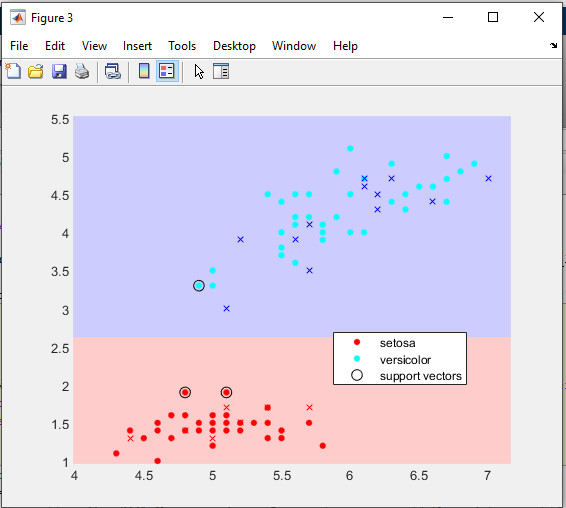 Figure 3
File Edit View Insert Tools Desktop Window Help
5.5
5
4.5
4
3.5
3
2.5
2
1.5
1
setosa
versicolor
support vectors
4 4.5 5 5.5 6 6.5 7